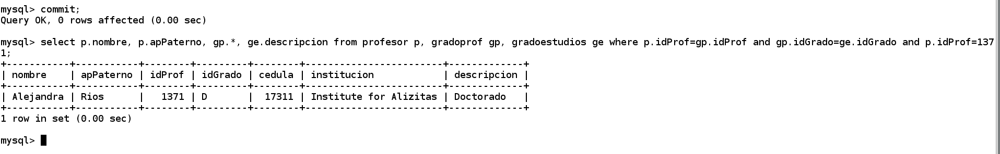 mysql> commit;
Query OK, 0 rows affected (0.00 sec)
mysql> select p.nombre, p.apPaterno, gp.*, ge.descripcion from profesor p, gradoprof gp, gradoestudios ge where p.idProf=gp.idProf and gp.idGrado=ge.idGrado and p.idProf=137
1;
+-----------+-----------+--------+---------+--------+------------------------+-------------+
| nombre    | apPaterno | idProf | idGrado | cedula | institucion            | descripcion |
+-----------+-----------+--------+---------+--------+------------------------+-------------+
| Alejandra | Rios      |   1371 | D       |  17311 | Institute for Alizitas | Doctorado   |
+-----------+-----------+--------+---------+--------+------------------------+-------------+
1 row in set (0.00 sec)
mysql>